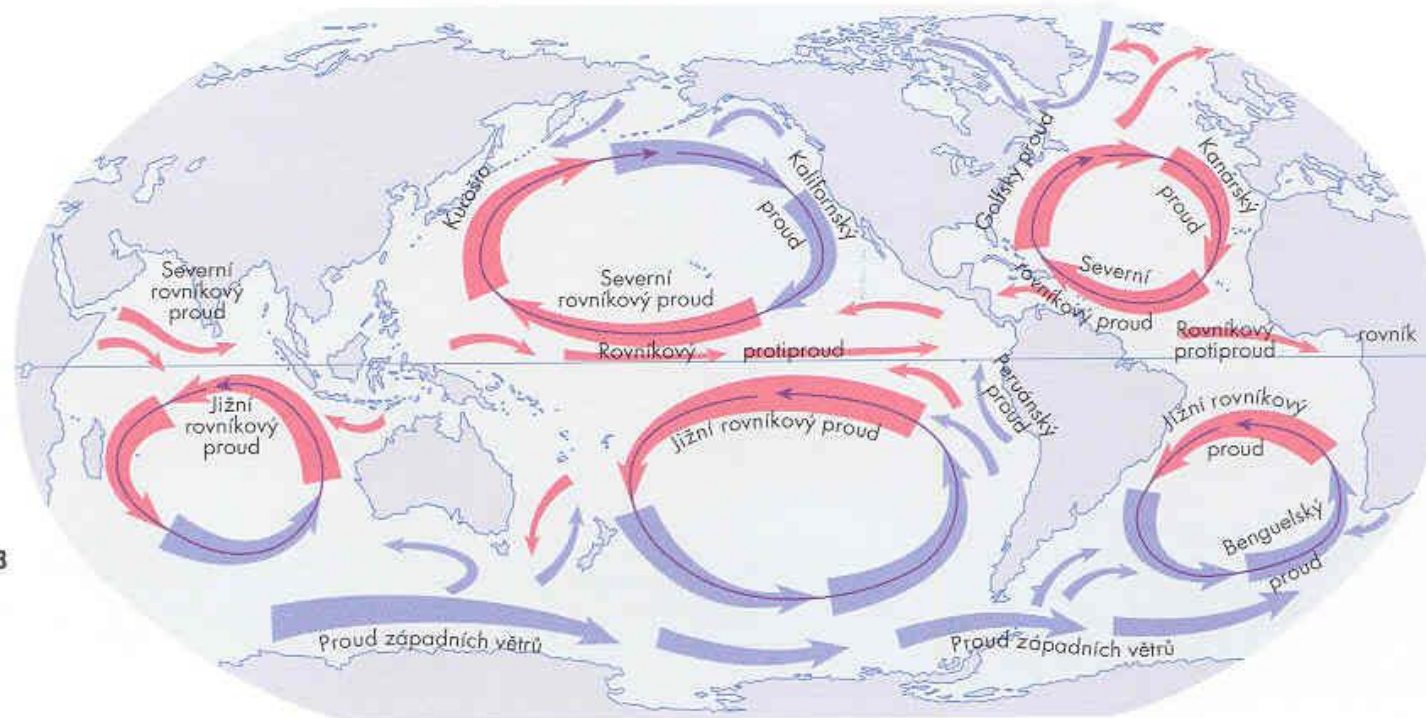 Golfský proud
Kanárský
proud
Kurosio
Kalifornský
proud
Severní
rovníkový
proud
Severní
rovníkový proud
Severní
rovníkový proud
Rovníkový protiproud
Rovníkový
protiproud
rovník
Jižní
rovníkový
proud
Jižní rovníkový proud
Peruánský
proud
Jižní rovníkový
proud
Benguelský
proud
Proud západních větrů
Proud západních větrů